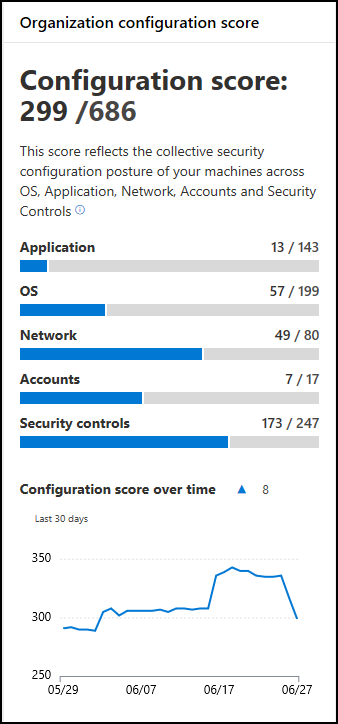 Organization configuration score
Configuration score:
299 /686
This score reflects the collective security
configuration posture of your machines across
OS, Application, Network, Accounts and Security
Controls ⓘ
Application 13 / 143
OS 57 / 199
Network 49 / 80
Accounts 7 / 17
Security controls 173 / 247
Configuration score over time ▲ 8
Last 30 days
350
300
250
05/29 06/07 06/17 06/27